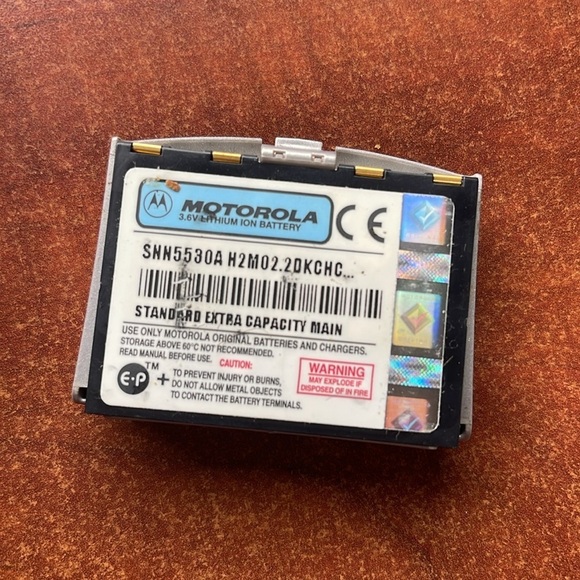 MOTOROLA
3.6V LITHIUM ION BATTERY
CE
SNN5530A H2M02.2DKCHC...
STANDARD EXTRA CAPACITY MAIN
USE ONLY MOTOROLA ORIGINAL BATTERIES AND CHARGERS.
STORAGE ABOVE 60°C NOT RECOMMENDED.
READ MANUAL BEFORE USE. CAUTION:
TO PREVENT INJURY OR BURNS,
DO NOT ALLOW METAL OBJECTS
TO CONTACT THE BATTERY TERMINALS.
E·P™ +
WARNING
MAY EXPLODE IF
DISPOSED OF IN FIRE